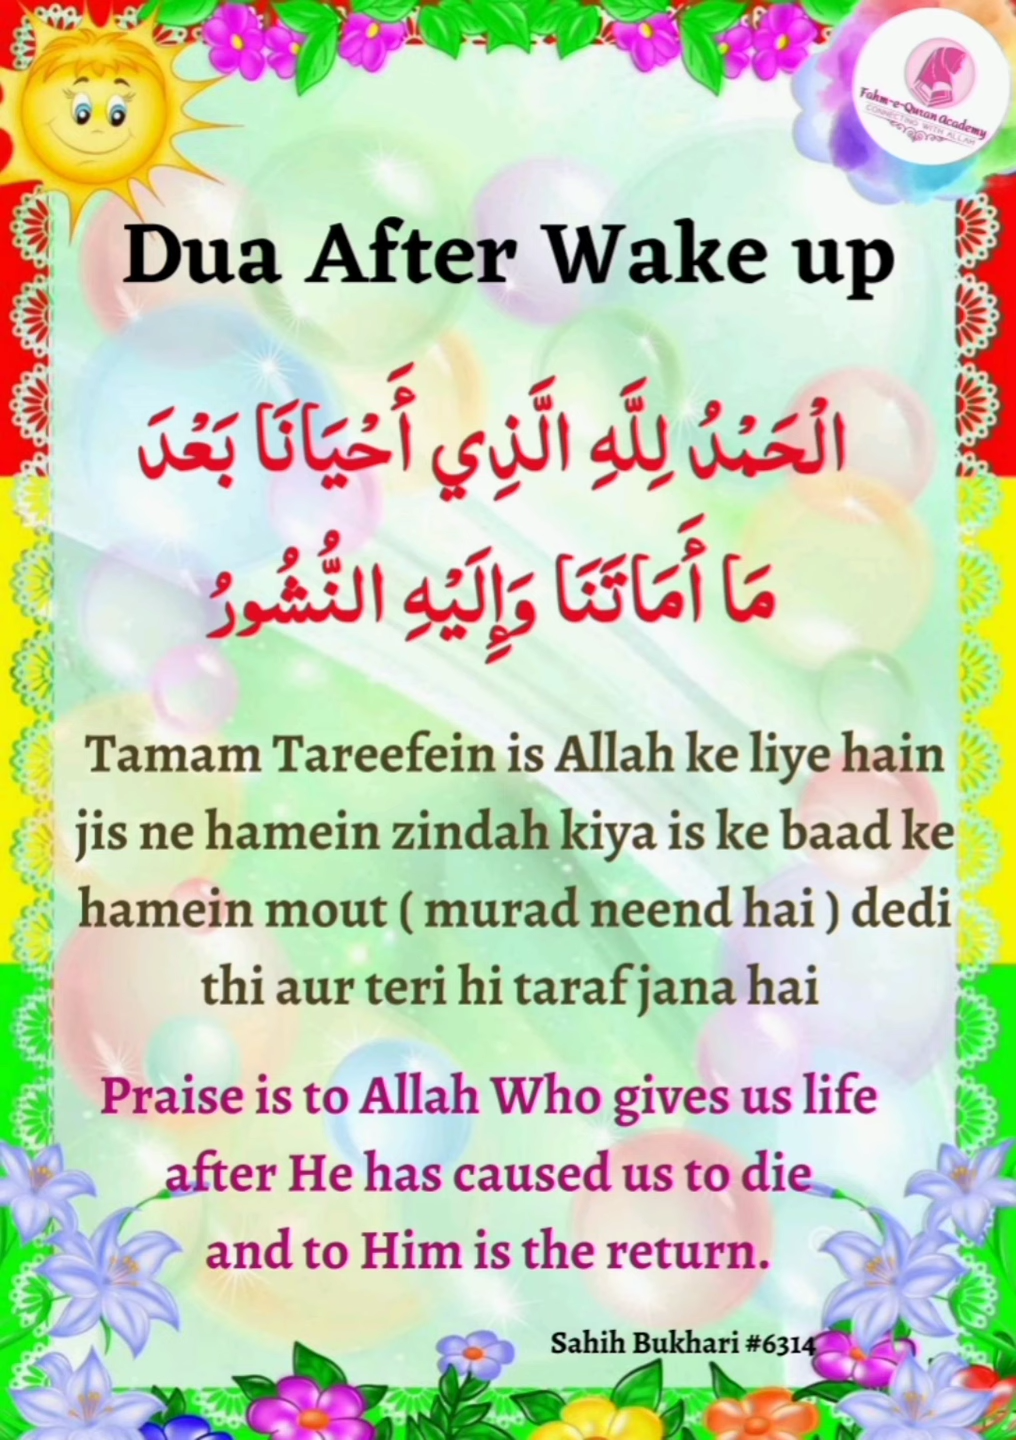 Fahm-e-Quran Academy
CONNECTING WITH ALLAH
Dua After Wake up
الْحَمْدُ لِلَّهِ الَّذِي أَحْيَانَا بَعْدَ
مَا أَمَاتَنَا وَإِلَيْهِ النُّشُورُ
Tamam Tareefein is Allah ke liye hain
jis ne hamein zindah kiya is ke baad ke
hamein mout ( murad neend hai ) dedi
thi aur teri hi taraf jana hai
Praise is to Allah Who gives us life
after He has caused us to die
and to Him is the return.
Sahih Bukhari #6314